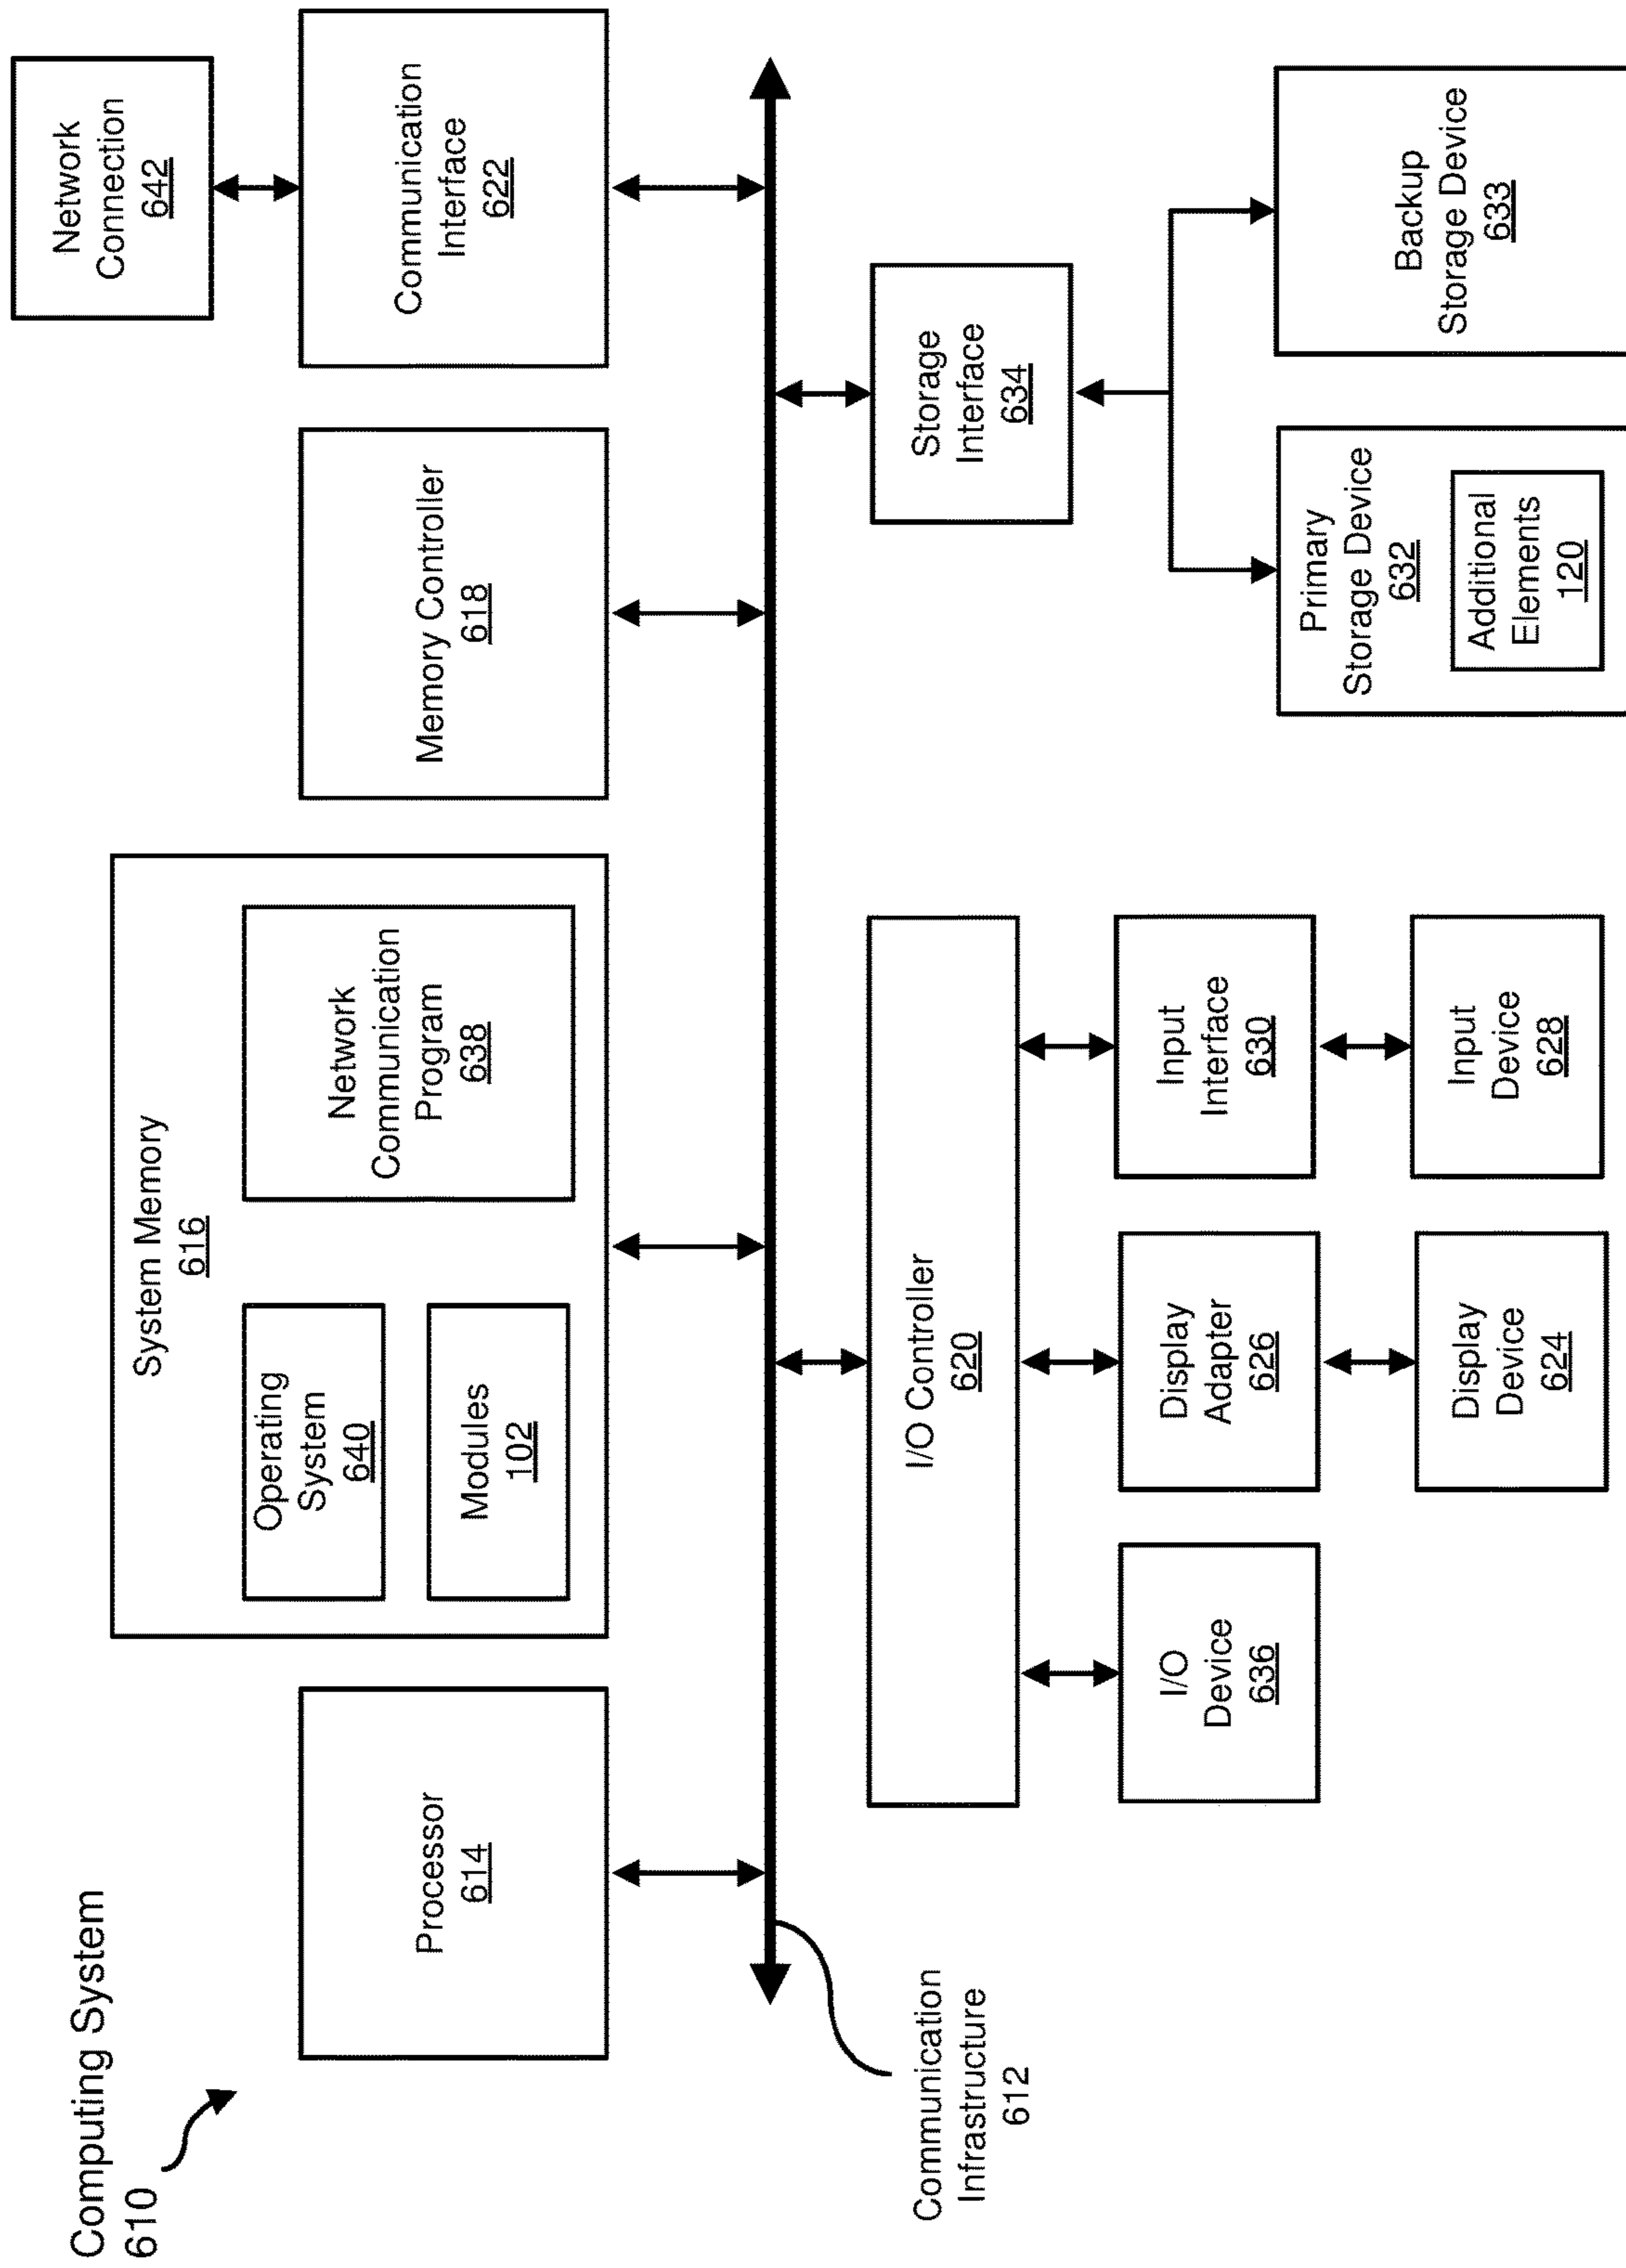 Computing System
610
Processor
614
System Memory
616
Operating
System
640
Modules
102
Network
Communication
Program
638
Memory Controller
618
Communication
Interface
622
Network
Connection
642
Communication
Infrastructure
612
I/O Controller
620
I/O
Device
636
Display
Adapter
626
Display
Device
624
Input
Interface
630
Input
Device
628
Storage
Interface
634
Primary
Storage Device
632
Additional
Elements
120
Backup
Storage Device
633